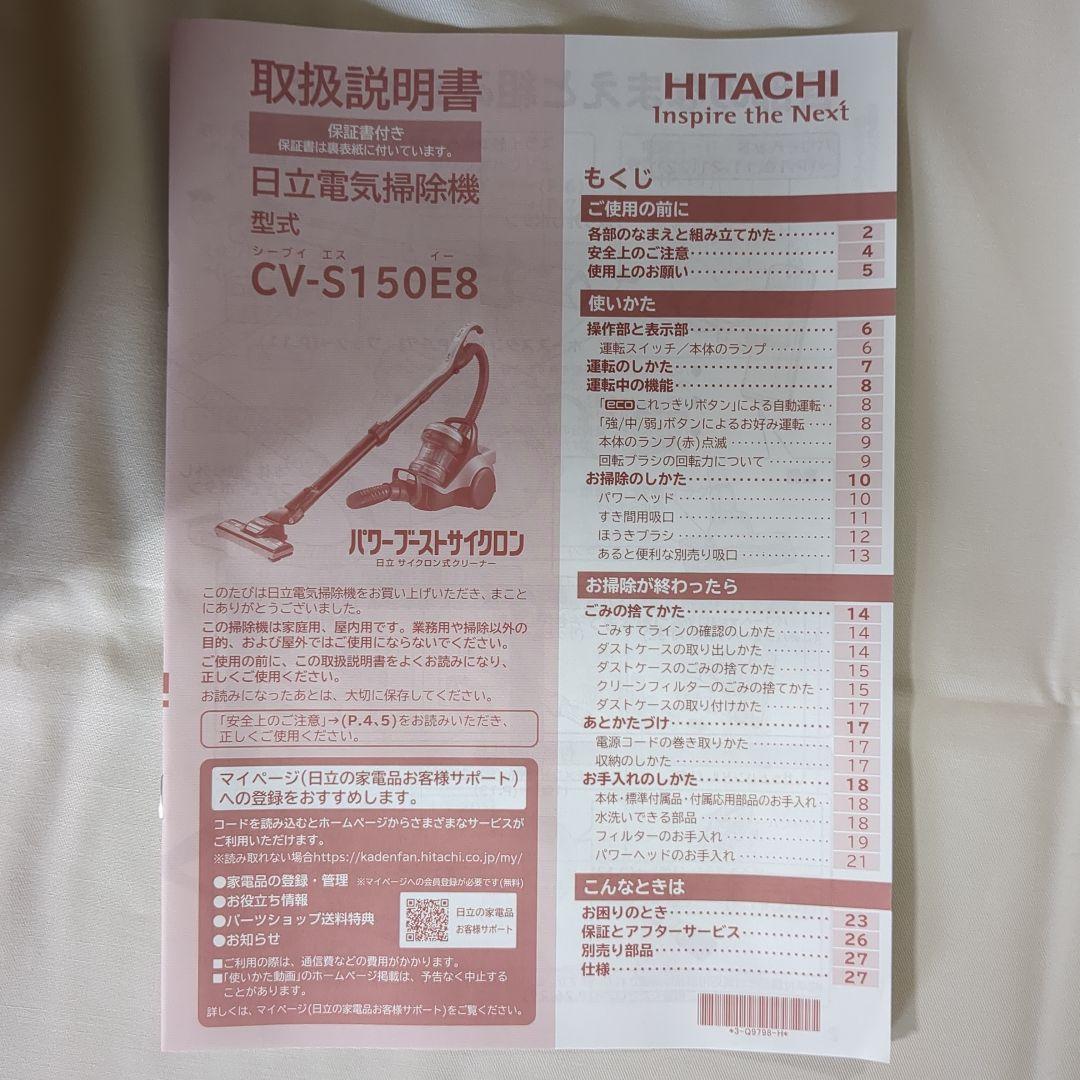 取扱説明書
保証書付き
保証書は裏表紙に付いています。
日立電気掃除機
型式
シーブイ エス イー
CV-S150E8
パワーブーストサイクロン
日立 サイクロン式クリーナー
このたびは日立電気掃除機をお買い上げいただき、まこと
にありがとうございました。
この掃除機は家庭用、屋内用です。業務用や掃除以外の
目的、および屋外ではご使用にならないでください。
ご使用の前に、この取扱説明書をよくお読みになり、
正しくご使用ください。
お読みになったあとは、大切に保存してください。
「安全上のご注意」→(P.4、5)をお読みいただき、
正しくご使用ください。
マイページ(日立の家電品お客様サポート)
への登録をおすすめします。
コードを読み込むとホームページからさまざまなサービスが
ご利用いただけます。
※読み取れない場合https://kadenfan.hitachi.co.jp/my/
●家電品の登録・管理 ※マイページへの会員登録が必要です(無料)
●お役立ち情報
●パーツショップ送料特典
●お知らせ
日立の家電品
お客様サポート
■ご利用の際は、通信費などの費用がかかります。
■「使いかた動画」のホームページ掲載は、予告なく中止する
ことがあります。
詳しくは、マイページ(日立の家電品お客様サポート)をご覧ください。
HITACHI
Inspire the Next
もくじ
ご使用の前に
各部のなまえと組み立てかた‥‥‥‥ 2
安全上のご注意‥‥‥‥‥‥‥‥ 4
使用上のお願い‥‥‥‥‥‥‥‥ 5
使いかた
操作部と表示部‥‥‥‥‥‥‥‥ 6
運転スイッチ／本体のランプ‥‥‥‥‥ 6
運転のしかた‥‥‥‥‥‥‥‥‥ 7
運転中の機能‥‥‥‥‥‥‥‥‥ 8
「ecoこれっきりボタン」による自動運転‥ 8
「強/中/弱」ボタンによるお好み運転‥‥ 8
本体のランプ(赤)点滅‥‥‥‥‥‥ 9
回転ブラシの回転力について‥‥‥‥‥ 9
お掃除のしかた‥‥‥‥‥‥‥‥ 10
パワーヘッド‥‥‥‥‥‥‥‥‥ 10
すき間用吸口‥‥‥‥‥‥‥‥‥ 11
ほうきブラシ‥‥‥‥‥‥‥‥‥ 12
あると便利な別売り吸口‥‥‥‥‥‥ 13
お掃除が終わったら
ごみの捨てかた‥‥‥‥‥‥‥‥ 14
ごみすてラインの確認のしかた‥‥‥‥ 14
ダストケースの取り出しかた‥‥‥‥‥ 14
ダストケースのごみの捨てかた‥‥‥‥ 15
クリーンフィルターのごみの捨てかた‥ 15
ダストケースの取り付けかた‥‥‥‥‥ 17
あとかたづけ‥‥‥‥‥‥‥‥‥ 17
電源コードの巻き取りかた‥‥‥‥‥ 17
収納のしかた‥‥‥‥‥‥‥‥‥ 17
お手入れのしかた‥‥‥‥‥‥‥ 18
本体・標準付属品・付属応用部品のお手入れ‥ 18
水洗いできる部品‥‥‥‥‥‥‥‥ 18
フィルターのお手入れ‥‥‥‥‥‥‥ 19
パワーヘッドのお手入れ‥‥‥‥‥‥ 21
こんなときは
お困りのとき‥‥‥‥‥‥‥‥‥ 23
保証とアフターサービス‥‥‥‥‥ 26
別売り部品‥‥‥‥‥‥‥‥‥‥ 27
仕様‥‥‥‥‥‥‥‥‥‥‥‥‥ 27
*3-Q9798-H*